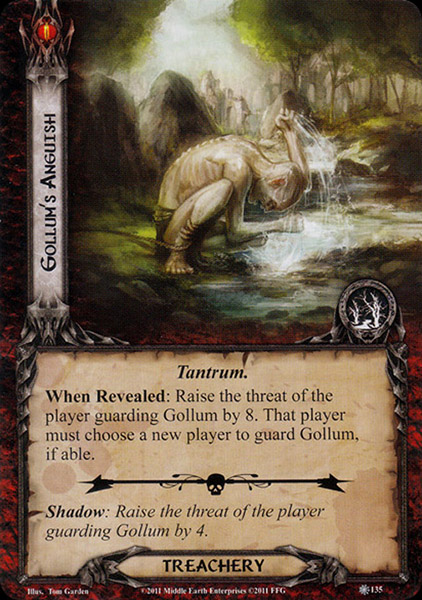 GOLLUM'S ANGUISH
Tantrum.
When Revealed: Raise the threat of the
player guarding Gollum by 8. That player
must choose a new player to guard Gollum,
if able.
Shadow: Raise the threat of the player
guarding Gollum by 4.
TREACHERY
Illus. Tom Garden
©2011 Middle Earth Enterprises ©2011 FFG
135